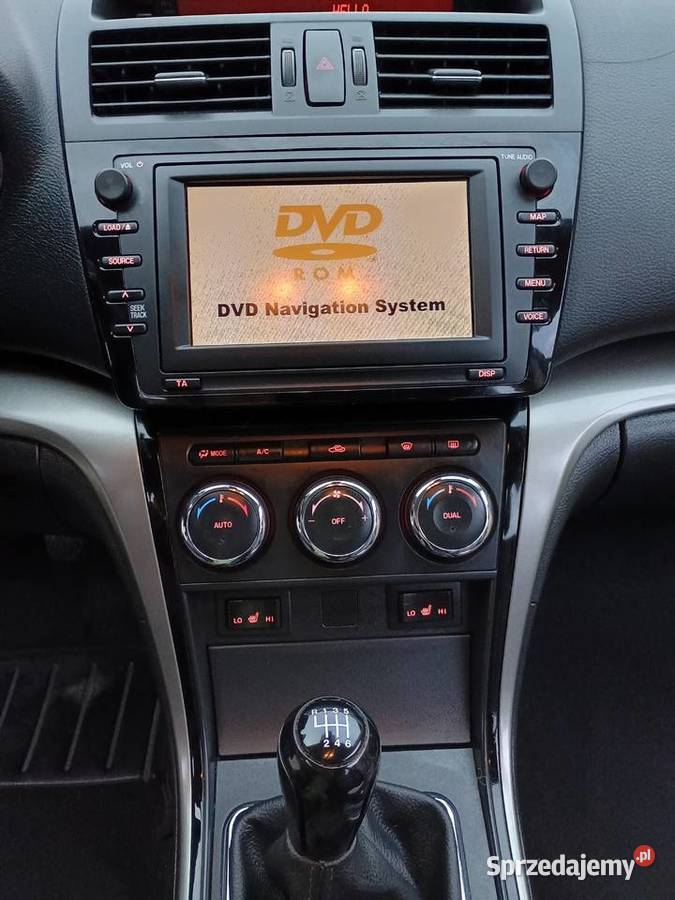 HELLO
VOL
TUNE AUDIO
LOAD/
SOURCE
SEEK
TRACK
TA
DVD
ROM
DVD Navigation System
MAP
RETURN
MENU
VOICE
DISP
MODE
A/C
AUTO
- OFF +
DUAL
LO HI
LO HI
R 1 3 5
2 4 6
Sprzedajemy.pl